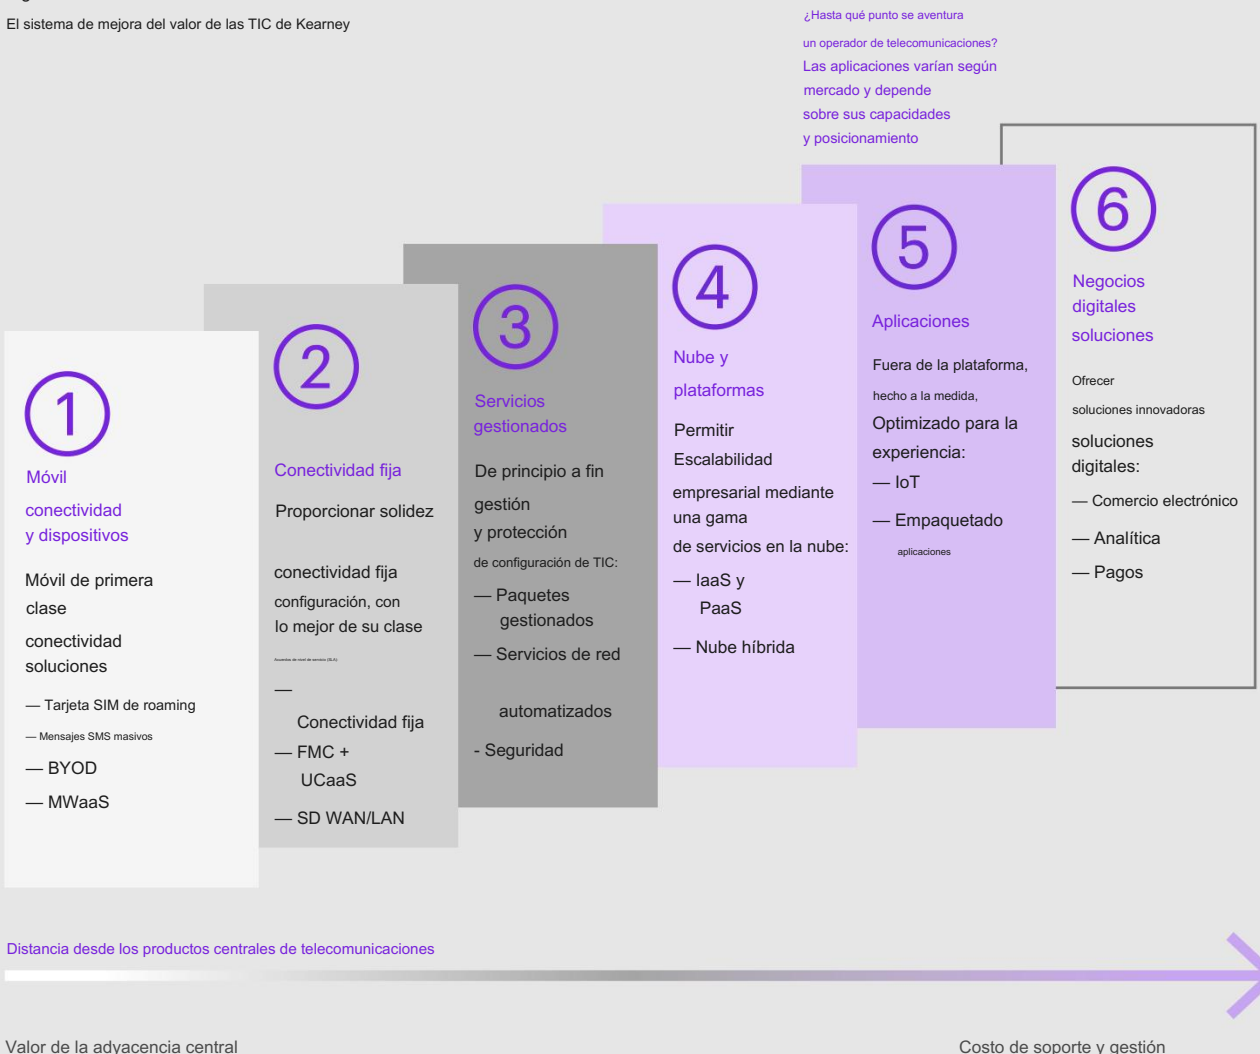 El sistema de mejora del valor de las TIC de Kearney
¿Hasta qué punto se aventura
un operador de telecomunicaciones?
Las aplicaciones varían según
mercado y depende
sobre sus capacidades
y posicionamiento
1
Móvil
conectividad
y dispositivos
Móvil de primera
clase
conectividad
soluciones
— Tarjeta SIM de roaming
— Mensajes SMS masivos
— BYOD
— MWaaS
2
Conectividad fija
Proporcionar solidez
conectividad fija
configuración, con
lo mejor de su clase
—
Conectividad fija
— FMC +
UCaaS
— SD WAN/LAN
3
Servicios
gestionados
De principio a fin
gestión
y protección
de configuración de TIC:
— Paquetes
gestionados
— Servicios de red
automatizados
- Seguridad
4
Nube y
plataformas
Permitir
Escalabilidad
empresarial mediante
una gama
de servicios en la nube:
— IaaS y
PaaS
— Nube híbrida
5
Aplicaciones
Fuera de la plataforma,
hecho a la medida,
Optimizado para la
experiencia:
— IoT
— Empaquetado
aplicaciones
6
Negocios
digitales
soluciones
Ofrecer
soluciones innovadoras
soluciones
digitales:
— Comercio electrónico
— Analítica
— Pagos
Distancia desde los productos centrales de telecomunicaciones
Valor de la adyacencia central
Costo de soporte y gestión